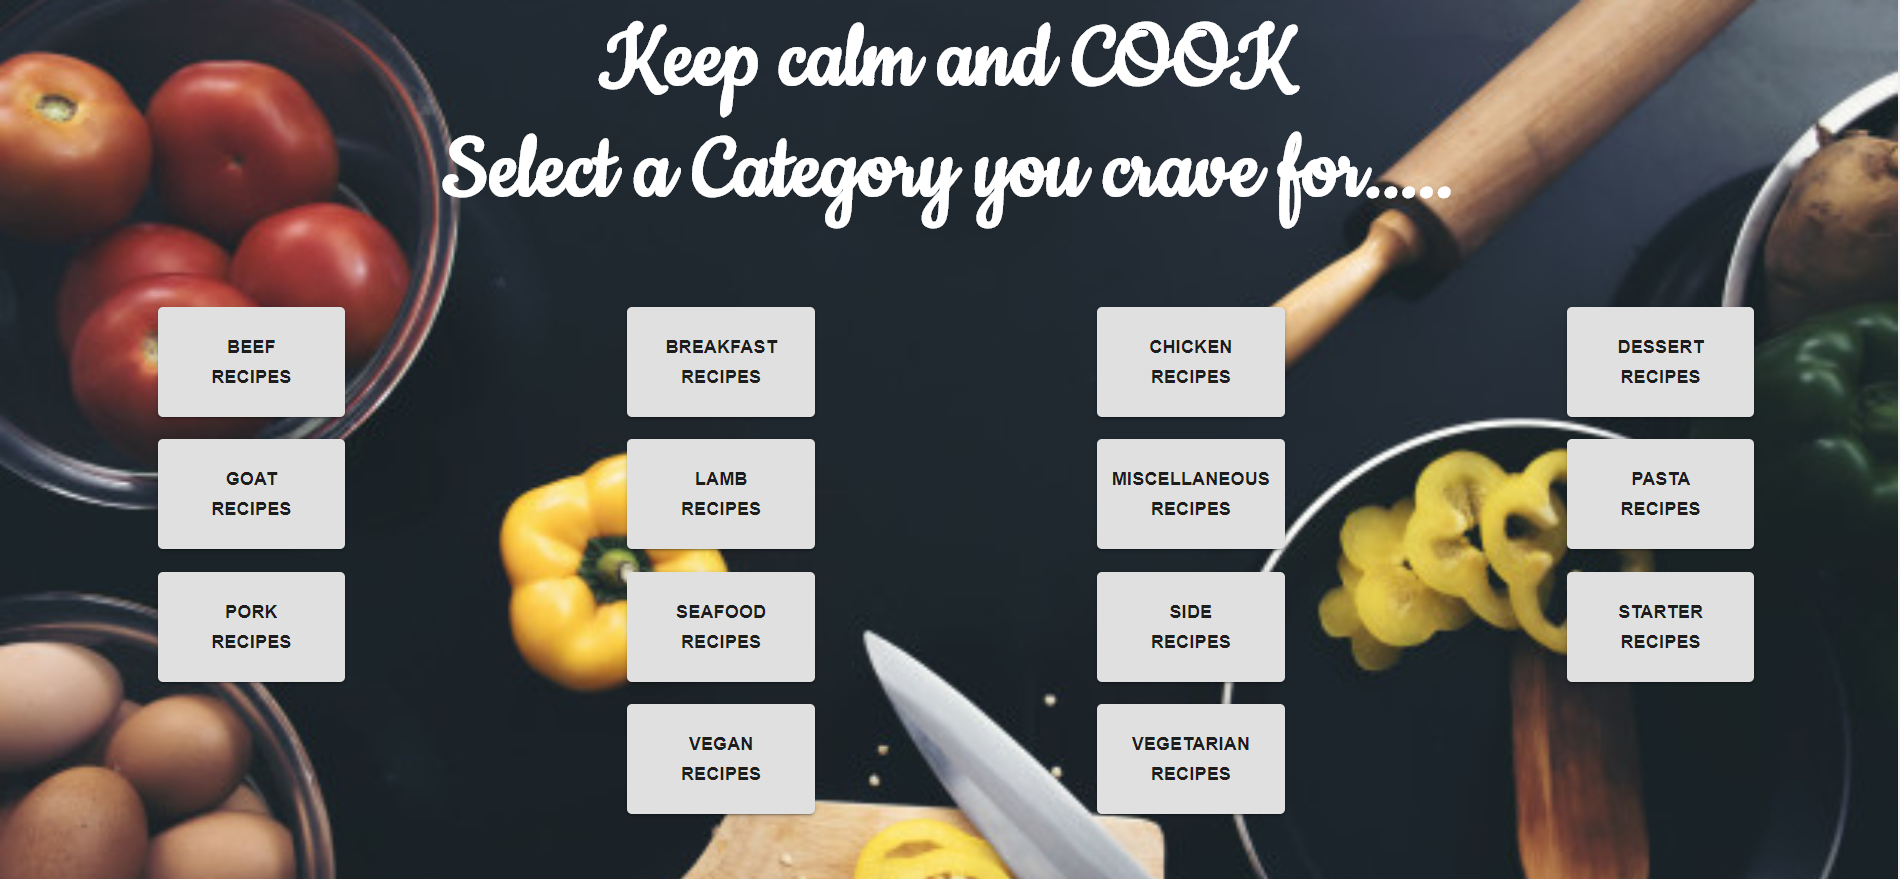 Keep calm and COOK
Select a Category you crave for.....
BEEF
RECIPES
BREAKFAST
RECIPES
CHICKEN
RECIPES
DESSERT
RECIPES
GOAT
RECIPES
LAMB
RECIPES
MISCELLANEOUS
RECIPES
PASTA
RECIPES
PORK
RECIPES
SEAFOOD
RECIPES
SIDE
RECIPES
STARTER
RECIPES
VEGAN
RECIPES
VEGETARIAN
RECIPES